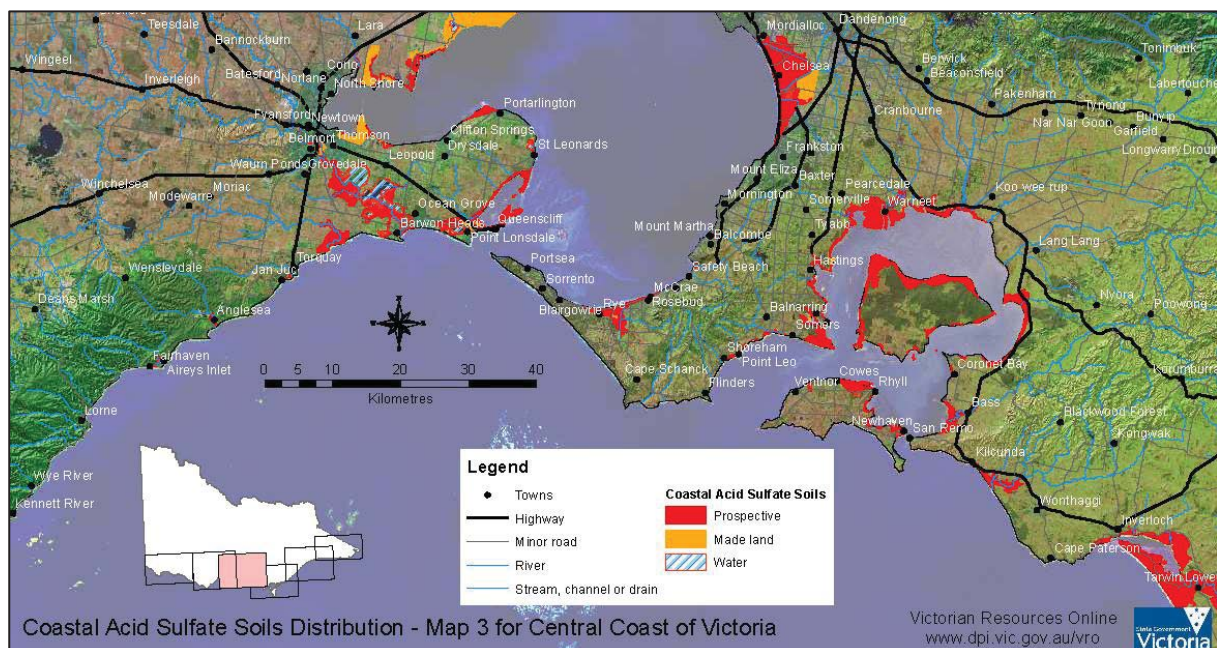 Teesdale
Lara
Bannockburn
Wingeel
Batesford
Corio
Inverleigh
Norlane
North Shore
Fyansford
Newtown
Thomson
Belmont
Waurn Ponds
Grovedale
Winchelsea
Moriac
Modewarre
Portarlington
Clifton Springs
Leopold
Drysdale
St Leonards
Ocean Grove
Queenscliff
Barwon Heads
Point Lonsdale
Torquay
Jan Juc
Wensleydale
Deans Marsh
Anglesea
Fairhaven
Aireys Inlet
Lorne
Wye River
Kennett River
Portsea
Sorrento
Blairgowrie
Rye
McCrae
Rosebud
Safety Beach
Mount Martha
Balcombe
Mornington
Mount Eliza
Frankston
Baxter
Somerville
Tyabb
Hastings
Balnarring
Somers
Shoreham
Point Leo
Flinders
Cape Schanck
Mordialloc
Dandenong
Chelsea
Cranbourne
Berwick
Beaconsfield
Pakenham
Tonimbuk
Labertouche
Tynong
Bunyip
Nar Nar Goon
Garfield
Longwarry
Drouin
Pearcedale
Warneet
Koo wee rup
Lang Lang
Nyora
Poowong
Korumburra
Coronet Bay
Cowes
Ventnor
Rhyll
Newhaven
San Remo
Bass
Blackwood Forest
Kongwak
Kilcunda
Wonthaggi
Inverloch
Cape Paterson
Tarwin Lower
N
0 10 20 30 40
Kilometres
Legend
Towns
Highway
Minor road
River
Stream, channel or drain
Coastal Acid Sulfate Soils
Prospective
Made land
Water
Coastal Acid Sulfate Soils Distribution - Map 3 for Central Coast of Victoria
Victorian Resources Online
www.dpi.vic.gov.au/vro
State Government
Victoria